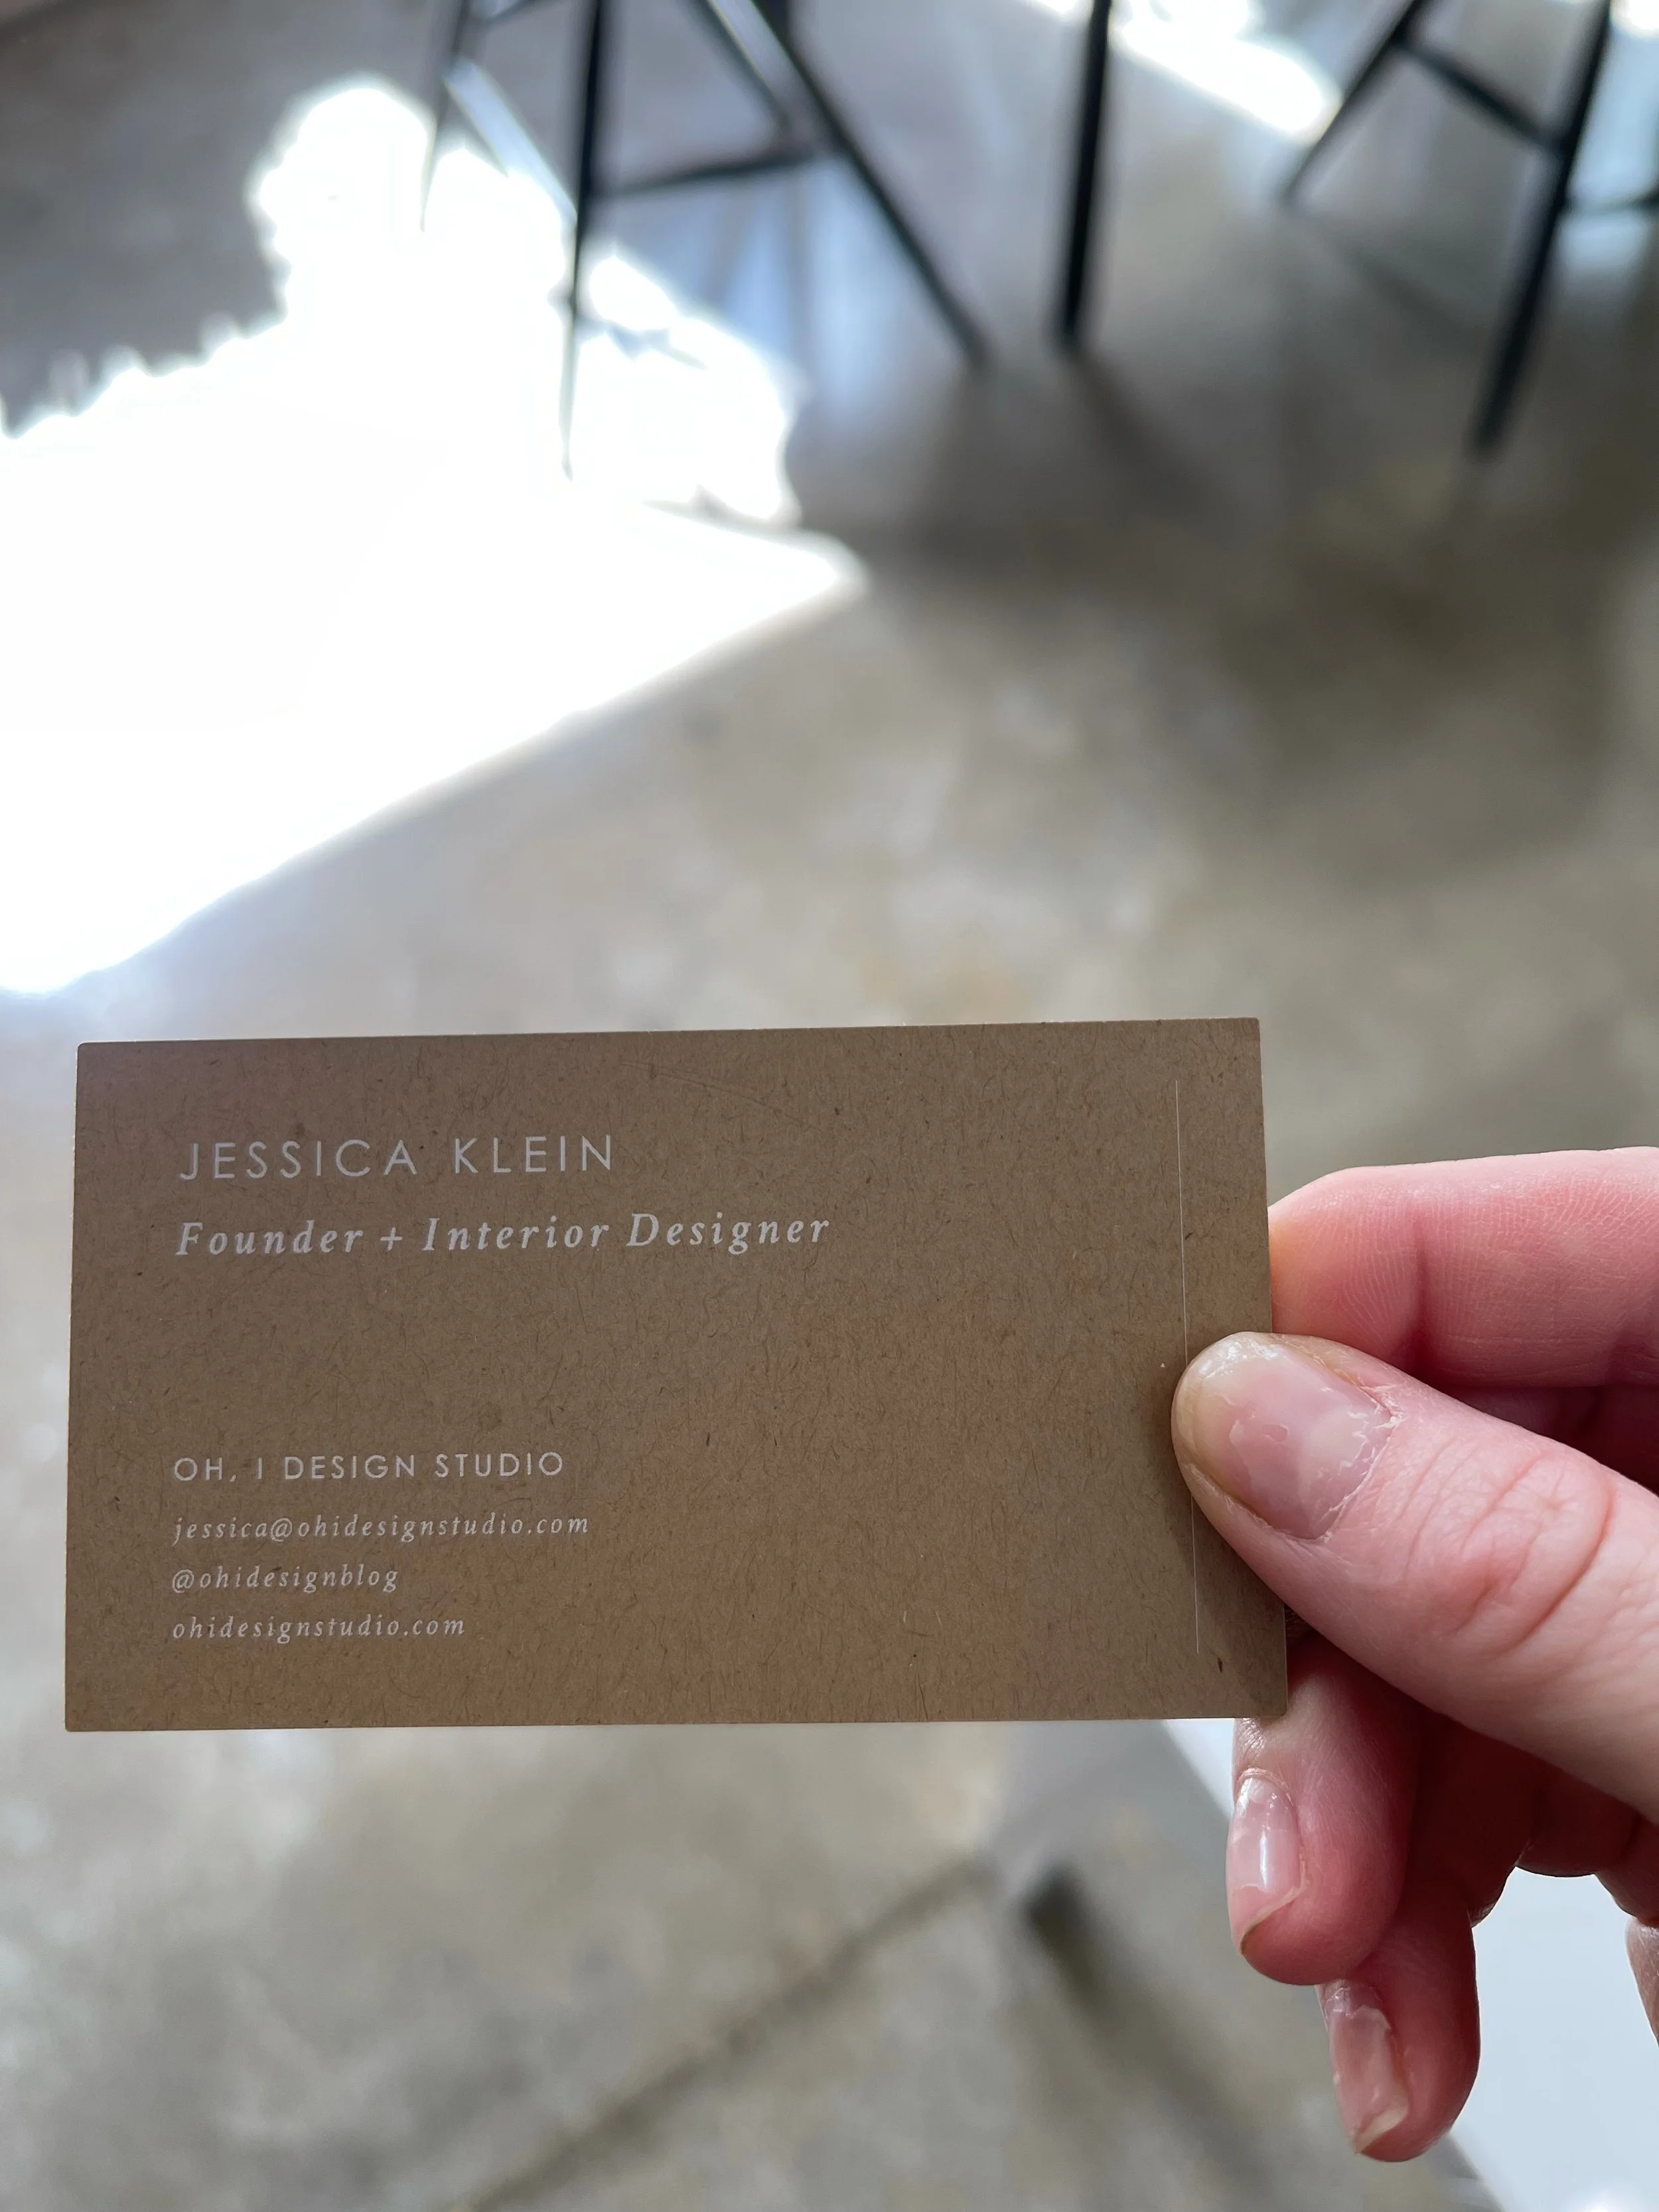 JESSICA KLEIN
Founder + Interior Designer
OH, I DESIGN STUDIO
jessica@ohidesignstudio.com
@ohidesignblog
ohidesignstudio.com